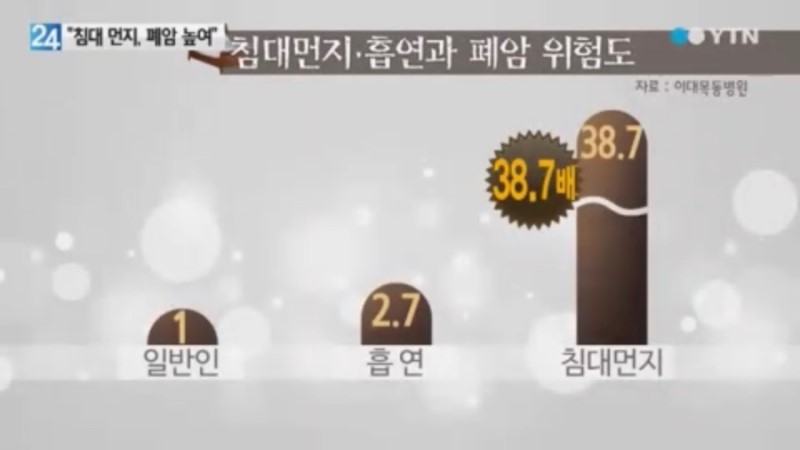 24 "침대 먼지, 폐암 높여"
YTN
침대먼지·흡연과 폐암 위험도
자료 : 이대목동병원
38.7
38.7배
2.7
1
일반인
흡연
침대먼지